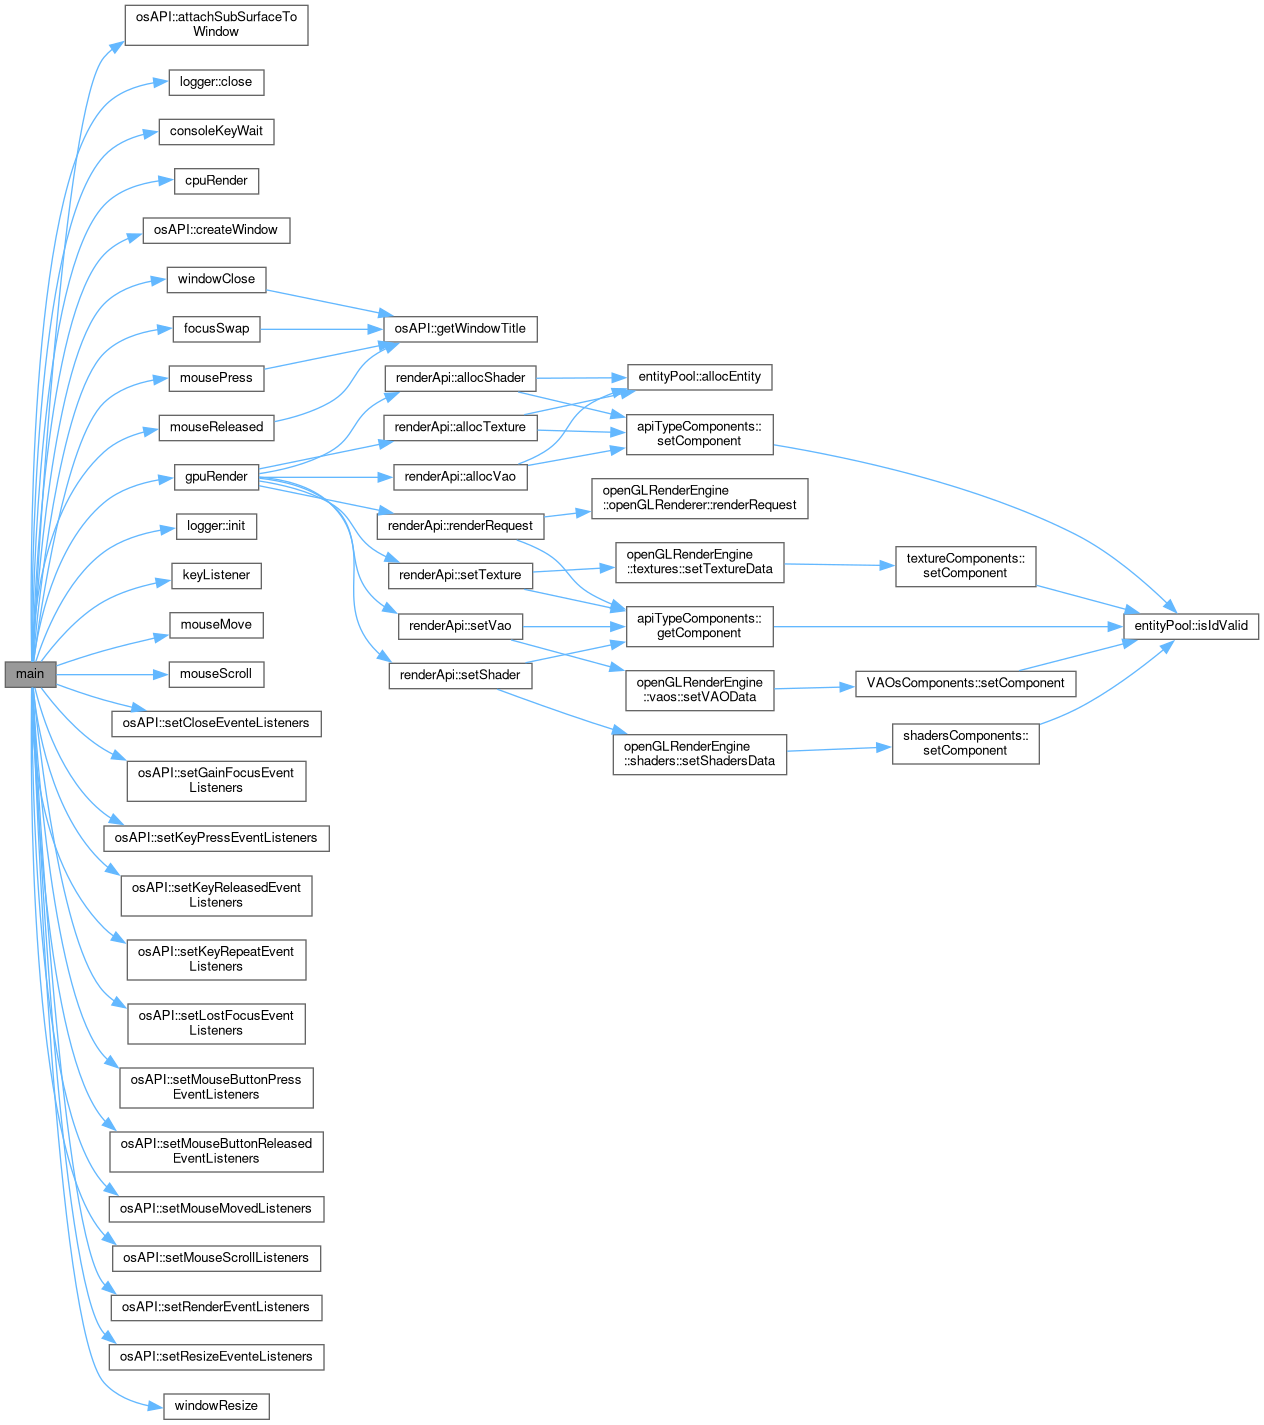 main
osAPI::attachSubSurfaceTo
Window
logger::close
consoleKeyWait
cpuRender
osAPI::createWindow
windowClose
focusSwap
mousePress
mouseReleased
gpuRender
logger::init
keyListener
mouseMove
mouseScroll
osAPI::setCloseEventeListeners
osAPI::setGainFocusEvent
Listeners
osAPI::setKeyPressEventListeners
osAPI::setKeyReleasedEvent
Listeners
osAPI::setKeyRepeatEvent
Listeners
osAPI::setLostFocusEvent
Listeners
osAPI::setMouseButtonPress
EventListeners
osAPI::setMouseButtonReleased
EventListeners
osAPI::setMouseMovedListeners
osAPI::setMouseScrollListeners
osAPI::setRenderEventListeners
osAPI::setResizeEventeListeners
windowResize
osAPI::getWindowTitle
renderApi::allocShader
renderApi::allocTexture
renderApi::allocVao
renderApi::renderRequest
renderApi::setTexture
renderApi::setVao
renderApi::setShader
entityPool::allocEntity
apiTypeComponents::
setComponent
openGLRenderEngine
::openGLRenderer::renderRequest
openGLRenderEngine
::textures::setTextureData
apiTypeComponents::
getComponent
openGLRenderEngine
::vaos::setVAOData
openGLRenderEngine
::shaders::setShadersData
textureComponents::
setComponent
VAOsComponents::setComponent
shadersComponents::
setComponent
entityPool::isIdValid